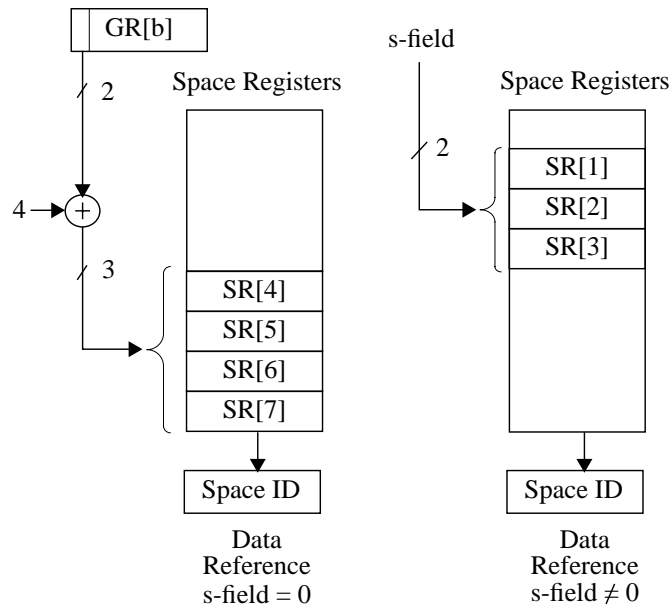 GR[b]
2
Space Registers
4
+
3
SR[4]
SR[5]
SR[6]
SR[7]
Space ID
Data
Reference
s-field = 0
s-field
2
Space Registers
SR[1]
SR[2]
SR[3]
Space ID
Data
Reference
s-field ≠ 0